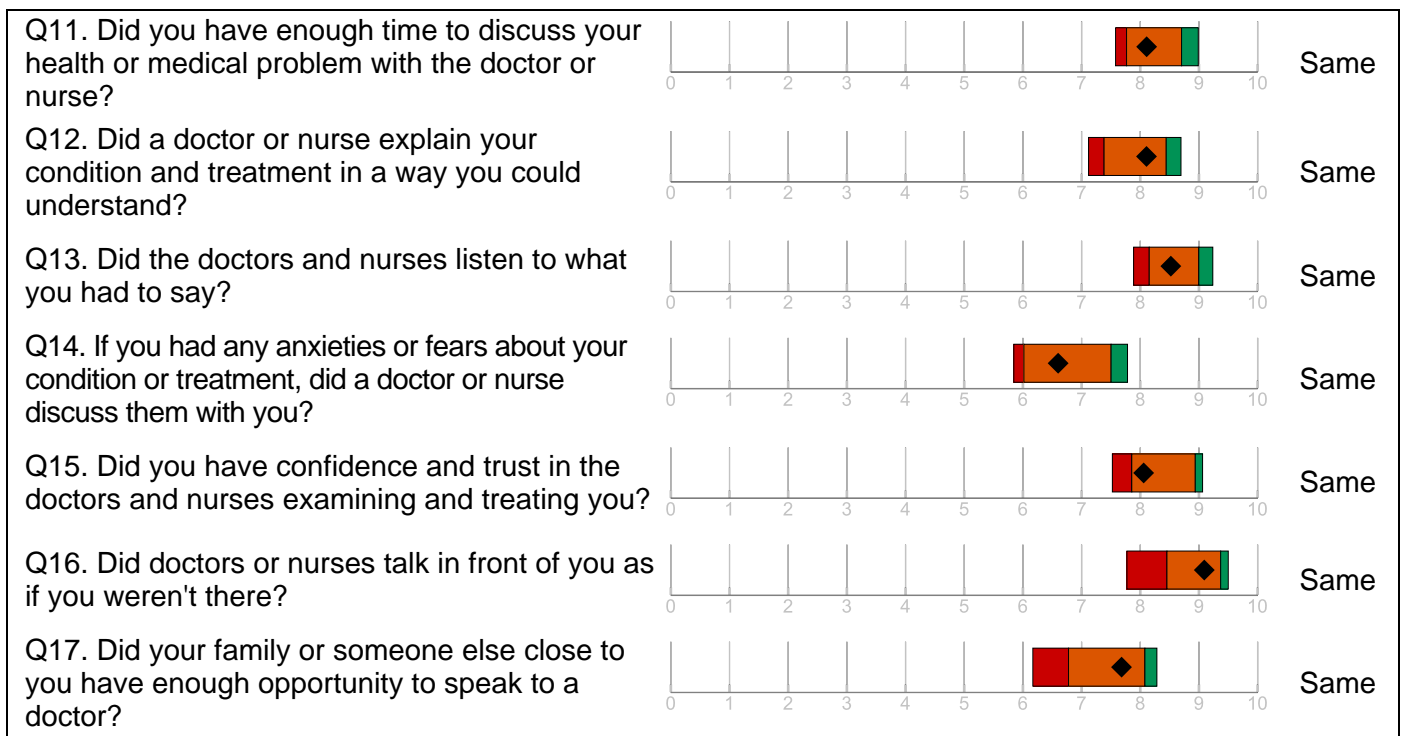 Q11. Did you have enough time to discuss your
health or medical problem with the doctor or
nurse?
0 1 2 3 4 5 6 7 8 9 10
Same
Q12. Did a doctor or nurse explain your
condition and treatment in a way you could
understand?
0 1 2 3 4 5 6 7 8 9 10
Same
Q13. Did the doctors and nurses listen to what
you had to say?
0 1 2 3 4 5 6 7 8 9 10
Same
Q14. If you had any anxieties or fears about your
condition or treatment, did a doctor or nurse
discuss them with you?
0 1 2 3 4 5 6 7 8 9 10
Same
Q15. Did you have confidence and trust in the
doctors and nurses examining and treating you?
0 1 2 3 4 5 6 7 8 9 10
Same
Q16. Did doctors or nurses talk in front of you as
if you weren't there?
0 1 2 3 4 5 6 7 8 9 10
Same
Q17. Did your family or someone else close to
you have enough opportunity to speak to a
doctor?
0 1 2 3 4 5 6 7 8 9 10
Same